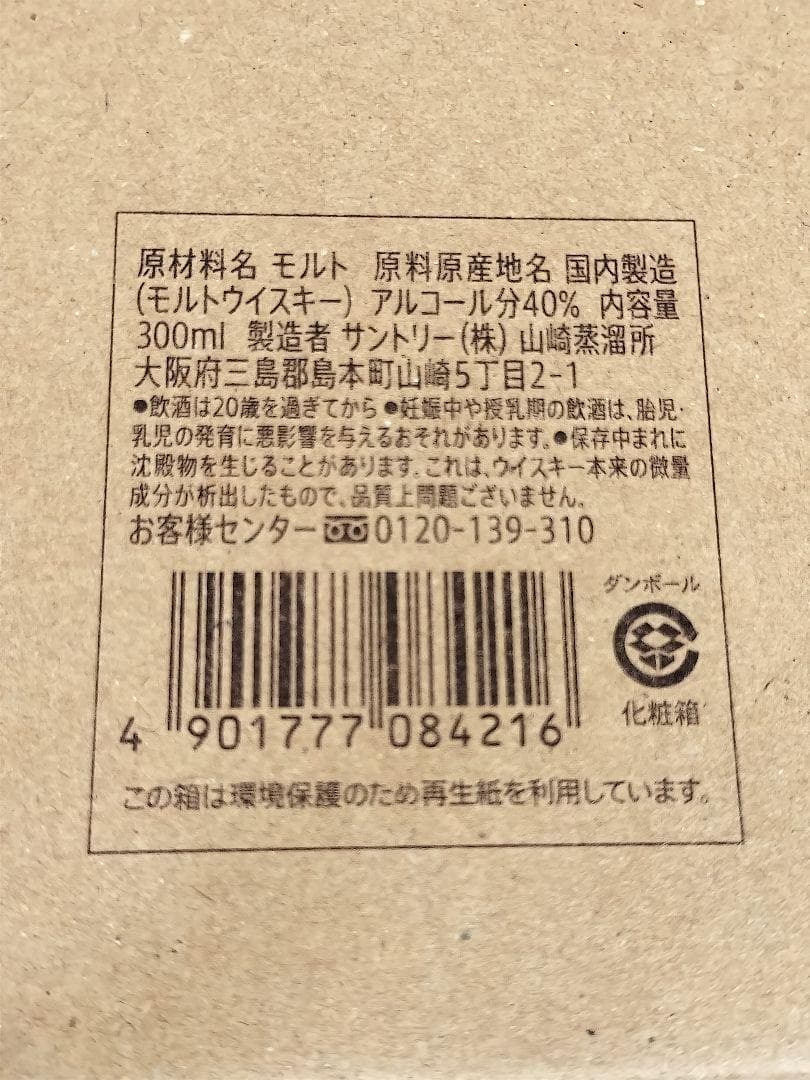 原材料名 モルト 原料原産地名 国内製造
(モルトウイスキー) アルコール分40% 内容量
300ml 製造者 サントリー(株) 山崎蒸溜所
大阪府三島郡島本町山崎5丁目2-1
●飲酒は20歳を過ぎてから ●妊娠中や授乳期の飲酒は、胎児・
乳児の発育に悪影響を与えるおそれがあります。●保存中まれに
沈殿物を生じることがあります。これは、ウイスキー本来の微量
成分が析出したもので、品質上問題ございません。
お客様センター 0120-139-310
ダンボール
化粧箱
4 901777 084216
この箱は環境保護のため再生紙を利用しています。